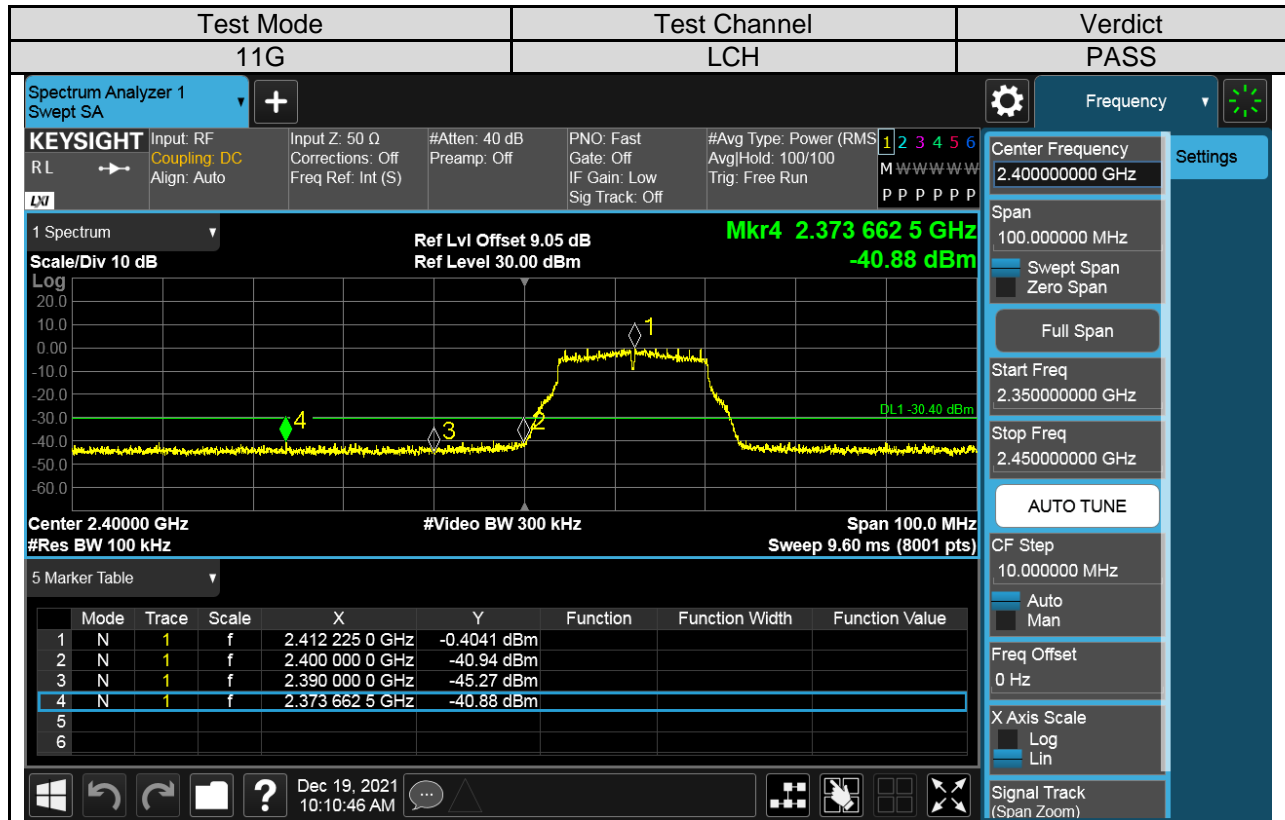 Test Mode Test Channel Verdict
11G LCH PASS
Spectrum Analyzer 1
Swept SA
Frequency
KEYSIGHT Input: RF Input Z: 50 Ω #Atten: 40 dB PNO: Fast #Avg Type: Power (RMS 1 2 3 4 5 6
RL Coupling: DC Corrections: Off Preamp: Off Gate: Off Avg|Hold: 100/100 M W W W W W
Align: Auto Freq Ref: Int (S) IF Gain: Low Trig: Free Run
LXI Sig Track: Off P P P P P P
1 Spectrum
Ref Lvl Offset 9.05 dB Mkr4 2.373 662 5 GHz
Scale/Div 10 dB Ref Level 30.00 dBm -40.88 dBm
Log
20.0
10.0
0.00
-10.0
-20.0
-30.0
-40.0
-50.0
-60.0
1
2
3
4
DL1 -30.40 dBm
Center 2.40000 GHz #Video BW 300 kHz Span 100.0 MHz
#Res BW 100 kHz Sweep 9.60 ms (8001 pts)
5 Marker Table
Mode Trace Scale X Y Function Function Width Function Value
1 N 1 f 2.412 225 0 GHz -0.4041 dBm
2 N 1 f 2.400 000 0 GHz -40.94 dBm
3 N 1 f 2.390 000 0 GHz -45.27 dBm
4 N 1 f 2.373 662 5 GHz -40.88 dBm
5
6
Dec 19, 2021
10:10:46 AM
Center Frequency
2.400000000 GHz
Settings
Span
100.000000 MHz
Swept Span
Zero Span
Full Span
Start Freq
2.350000000 GHz
Stop Freq
2.450000000 GHz
AUTO TUNE
CF Step
10.000000 MHz
Auto
Man
Freq Offset
0 Hz
X Axis Scale
Log
Lin
Signal Track
(Span Zoom)